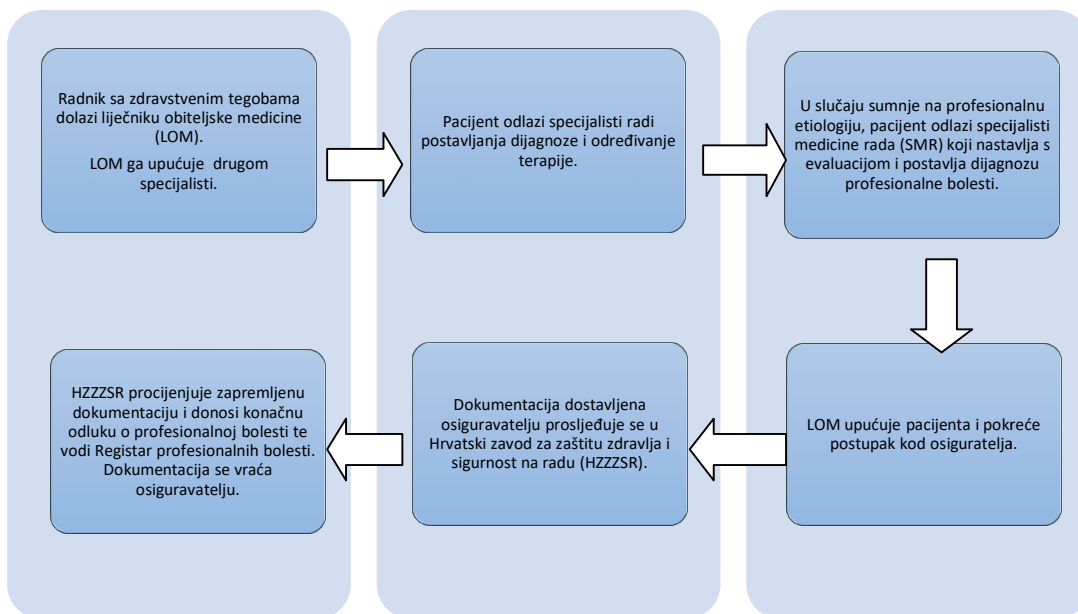 Radnik sa zdravstvenim tegobama
dolazi liječniku obiteljske medicine
(LOM).
LOM ga upućuje drugom
specijalisti.
Pacijent odlazi specijalisti radi
postavljanja dijagnoze i određivanje
terapije.
U slučaju sumnje na profesionalnu
etiologiju, pacijent odlazi specijalisti
medicine rada (SMR) koji nastavlja s
evaluacijom i postavlja dijagnozu
profesionalne bolesti.
LOM upućuje pacijenta i pokreće
postupak kod osiguratelja.
Dokumentacija dostavljena
osiguravatelju prosljeđuje se u
Hrvatski zavod za zaštitu zdravlja i
sigurnost na radu (HZZZSR).
HZZZSR procijenjuje zapremljenu
dokumentaciju i donosi konačnu
odluku o profesionalnoj bolesti te
vodi Registar profesionalnih bolesti.
Dokumentacija se vraća
osiguravatelju.